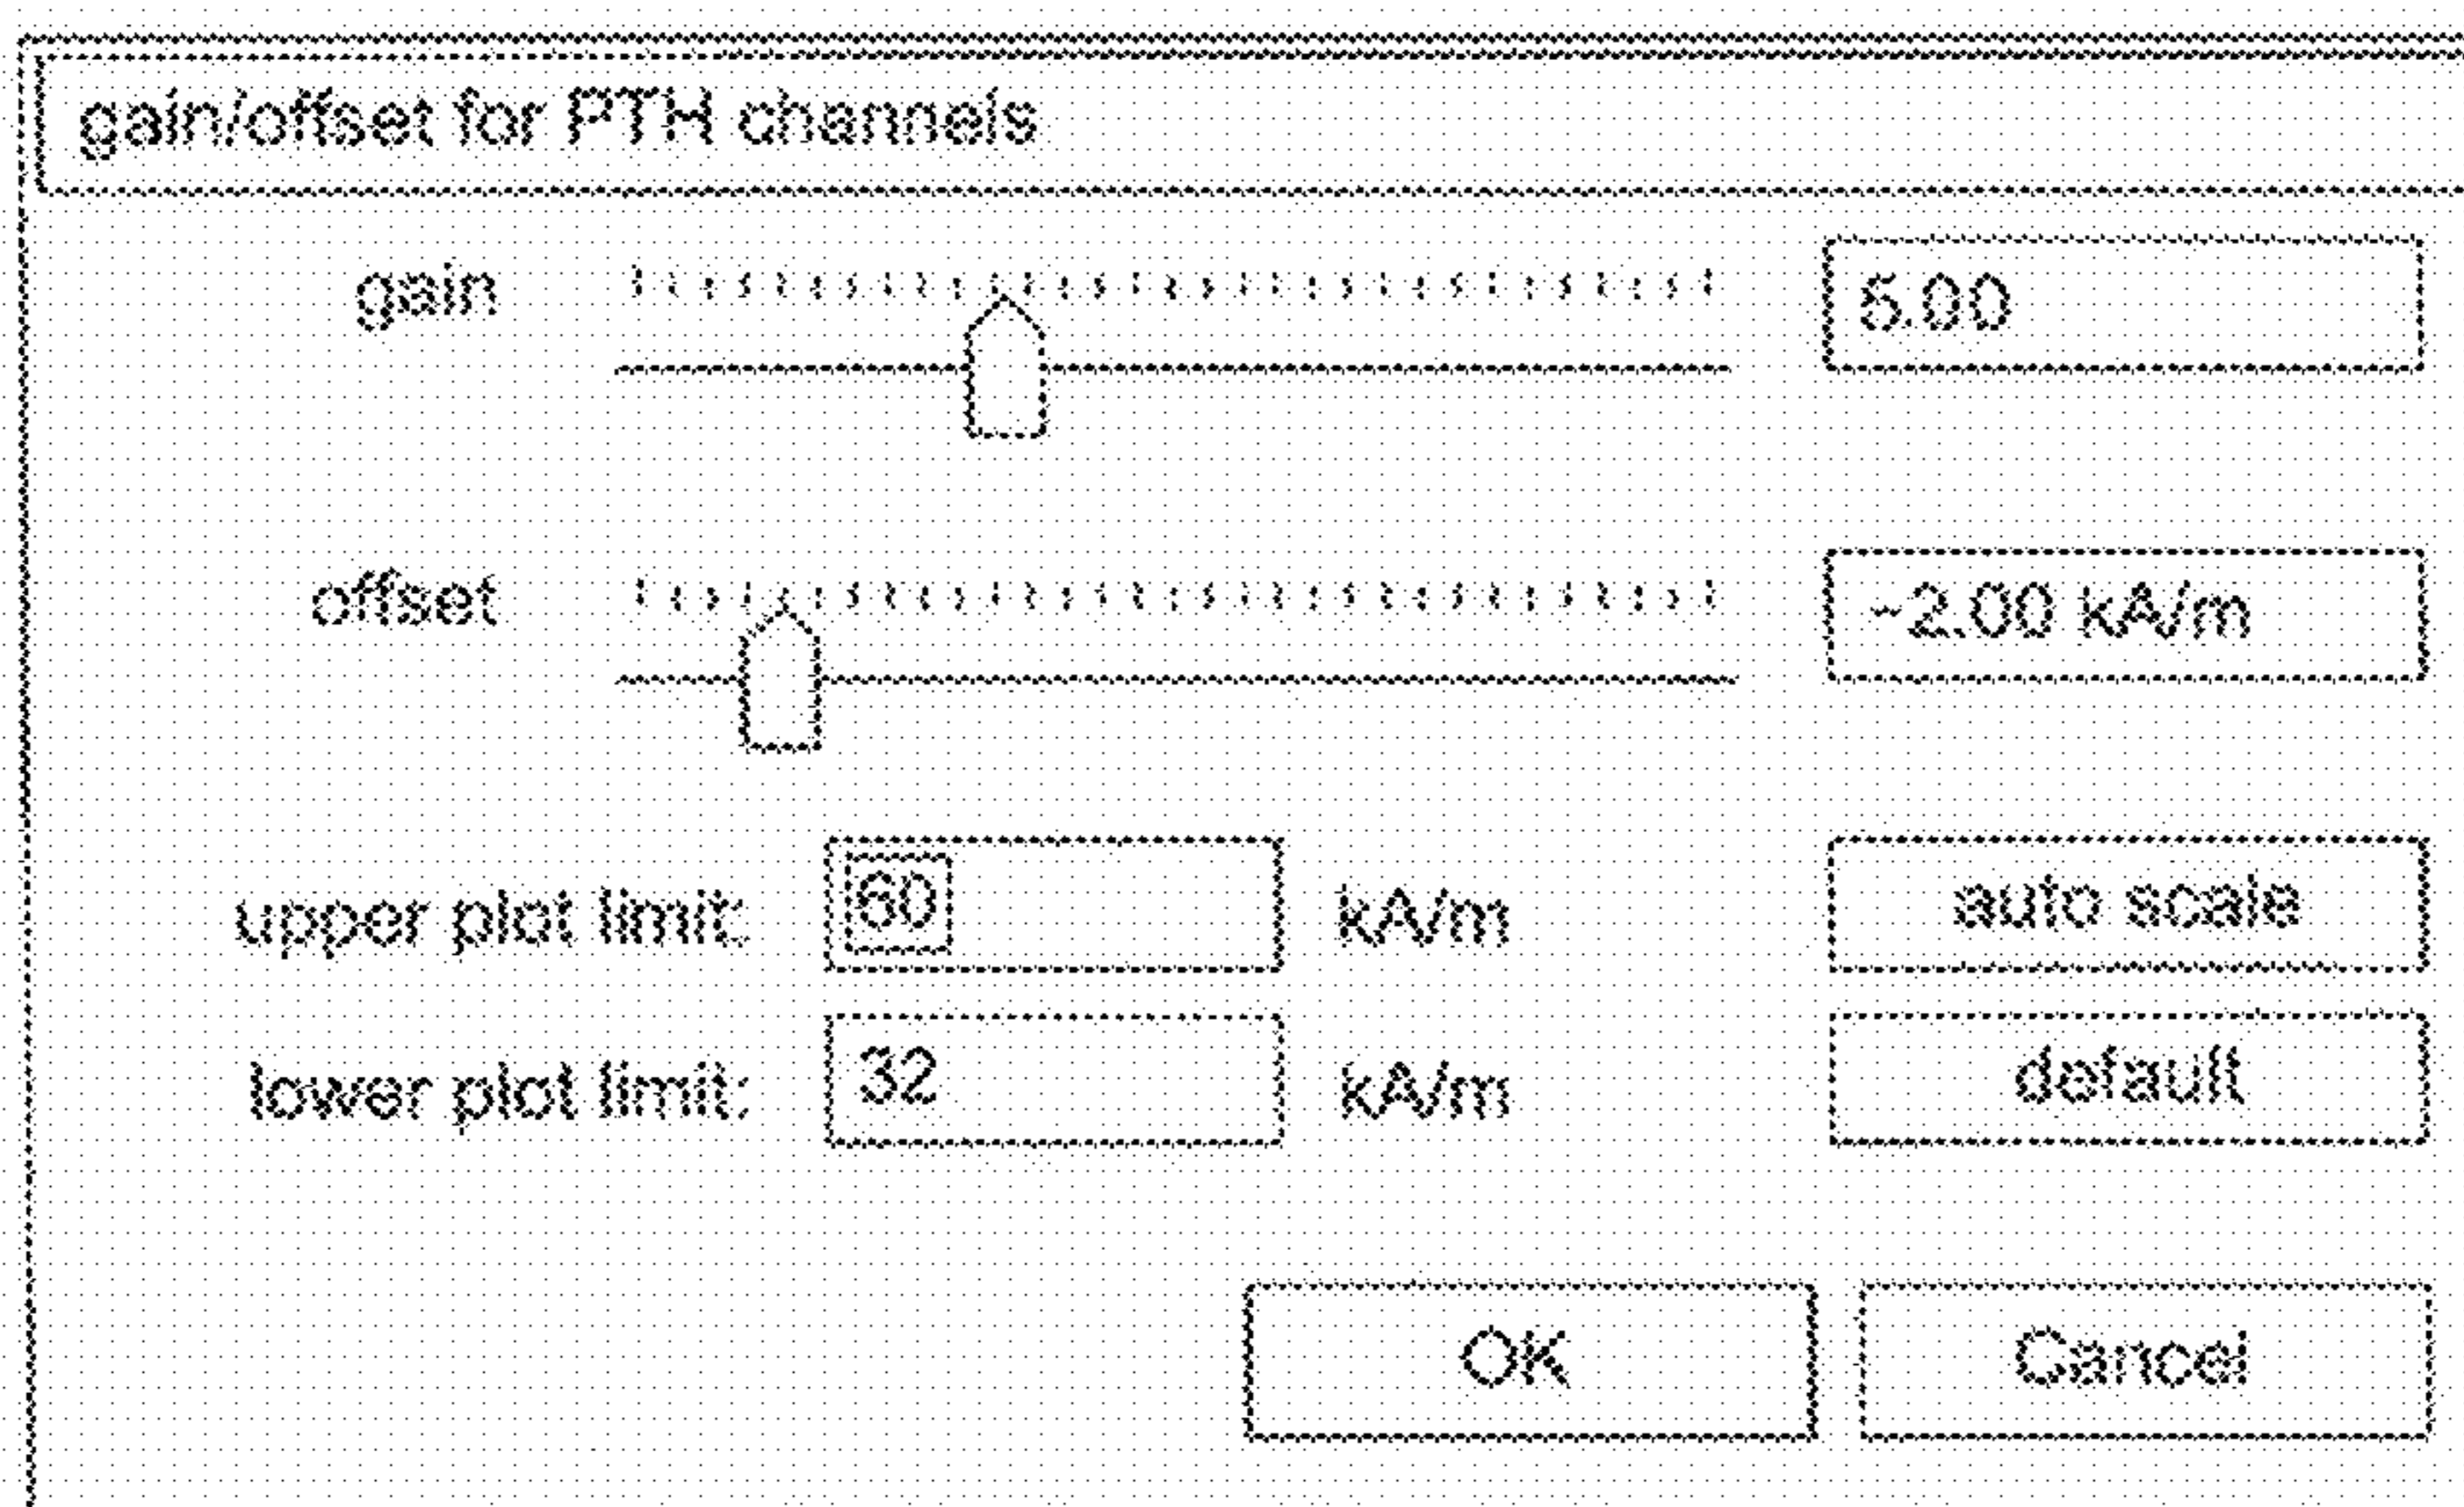 gain/offset for PTH channels
gain 5.00
offset -2.00 kA/m
upper plot limit: 60 kA/m auto scale
lower plot limit: 32 kA/m default
OK Cancel